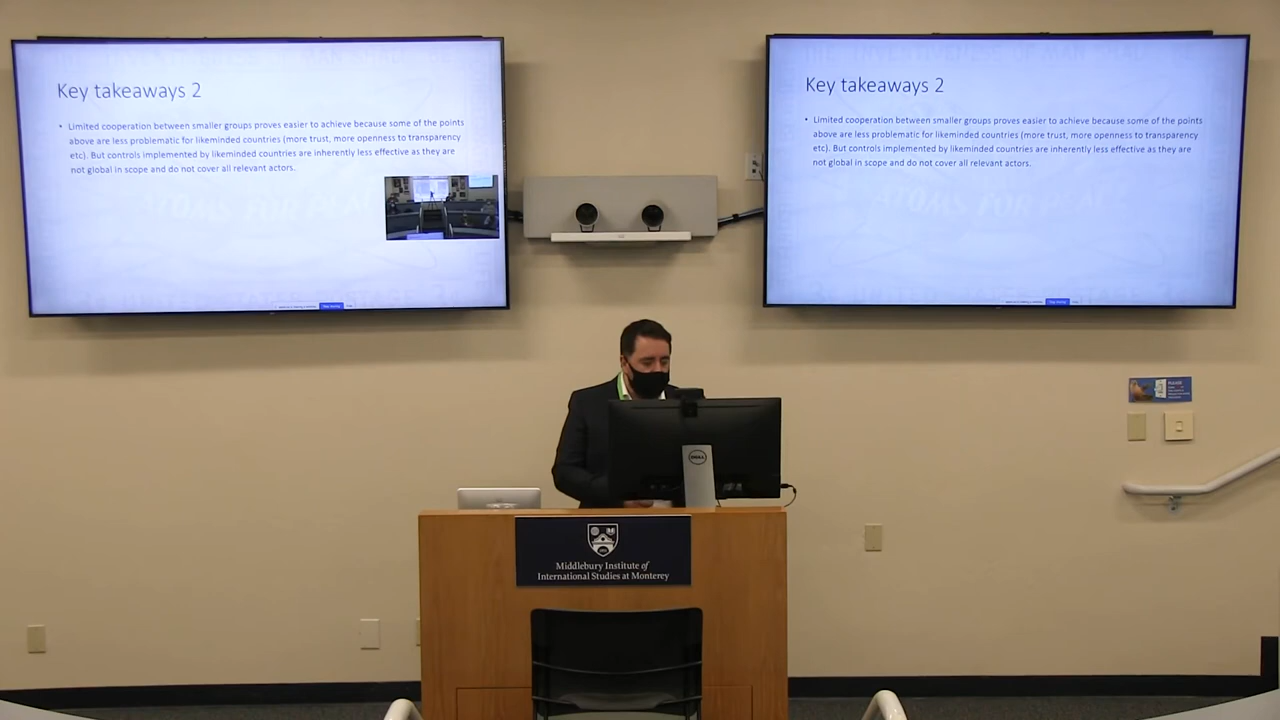 Key takeaways 2
• Limited cooperation between smaller groups proves easier to achieve because some of the points
above are less problematic for likeminded countries (more trust, more openness to transparency
etc). But controls implemented by likeminded countries are inherently less effective as they are
not global in scope and do not cover all relevant actors.
Key takeaways 2
• Limited cooperation between smaller groups proves easier to achieve because some of the points
above are less problematic for likeminded countries (more trust, more openness to transparency
etc). But controls implemented by likeminded countries are inherently less effective as they are
not global in scope and do not cover all relevant actors.
DELL
Middlebury Institute of
International Studies at Monterey